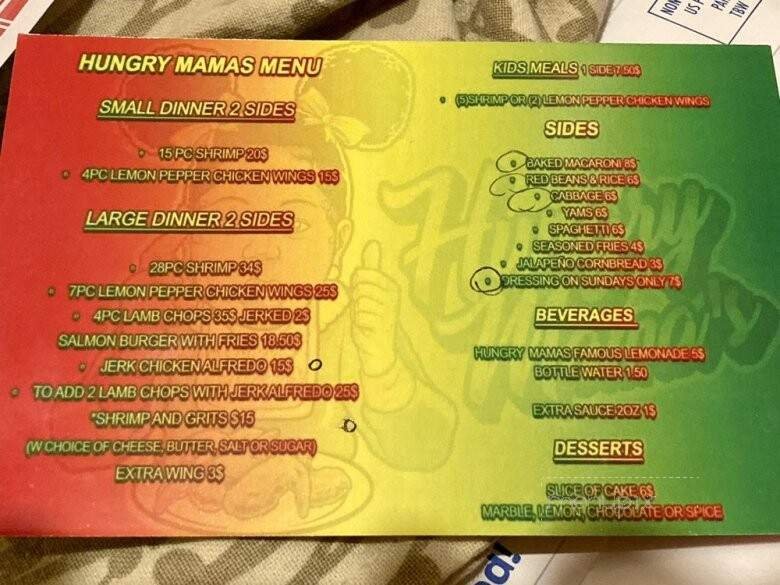 HUNGRY MAMAS MENU
SMALL DINNER 2 SIDES
• 15 PC SHRIMP 20$
• 4PC LEMON PEPPER CHICKEN WINGS 15$
LARGE DINNER 2 SIDES
• 28PC SHRIMP 34$
• 7PC LEMON PEPPER CHICKEN WINGS 25$
• 4PC LAMB CHOPS 35$ JERKED 2$
SALMON BURGER WITH FRIES 18.50$
• JERK CHICKEN ALFREDO 15$
• TO ADD 2 LAMB CHOPS WITH JERK ALFREDO 25$
*SHRIMP AND GRITS $15
(W CHOICE OF CHEESE, BUTTER, SALT OR SUGAR)
EXTRA WING 3$
KIDS MEALS 1 SIDE 7.50$
• (5)SHRIMP OR (2) LEMON PEPPER CHICKEN WINGS
SIDES
• BAKED MACARONI 8$
• RED BEANS & RICE 6$
• CABBAGE 6$
• YAMS 6$
• SPAGHETTI 6$
• SEASONED FRIES 4$
• JALAPEÑO CORNBREAD 3$
• DRESSING ON SUNDAYS ONLY 7$
BEVERAGES
HUNGRY MAMAS FAMOUS LEMONADE 5$
BOTTLE WATER 1.50
EXTRA SAUCE 2OZ 1$
DESSERTS
SLICE OF CAKE 6$
MARBLE, LEMON, CHOCOLATE OR SPICE
Hungry Mama's